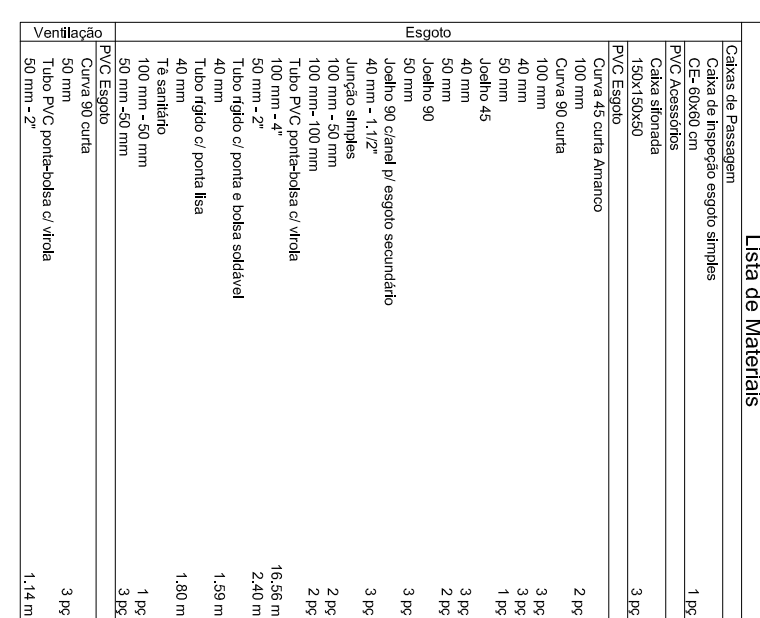 Lista de Materiais
Esgoto
Caixas de Passagem
Caixa de inspeção esgoto simples
CE- 60x60 cm 1 pç
PVC Acessórios
Caixa sifonada
150x150x50 3 pç
PVC Esgoto
Curva 45 curta Amanco
100 mm 2 pç
Curva 90 curta
100 mm 3 pç
40 mm 3 pç
50 mm 1 pç
Joelho 45
40 mm 3 pç
50 mm 2 pç
Joelho 90
50 mm 3 pç
Joelho 90 c/anel p/ esgoto secundário
40 mm - 1.1/2" 3 pç
Junção simples
100 mm - 50 mm 2 pç
100 mm- 100 mm 2 pç
Tubo PVC ponta-bolsa c/ virola
100 mm - 4" 16.56 m
50 mm - 2" 2.40 m
Tubo rígido c/ ponta e bolsa soldável
40 mm 1.59 m
Tubo rígido c/ ponta lisa
40 mm 1.80 m
Tê sanitário
100 mm - 50 mm 1 pç
50 mm -50 mm 3 pç
Ventilação
PVC Esgoto
Curva 90 curta
50 mm 3 pç
Tubo PVC ponta-bolsa c/ virola
50 mm - 2" 1.14 m